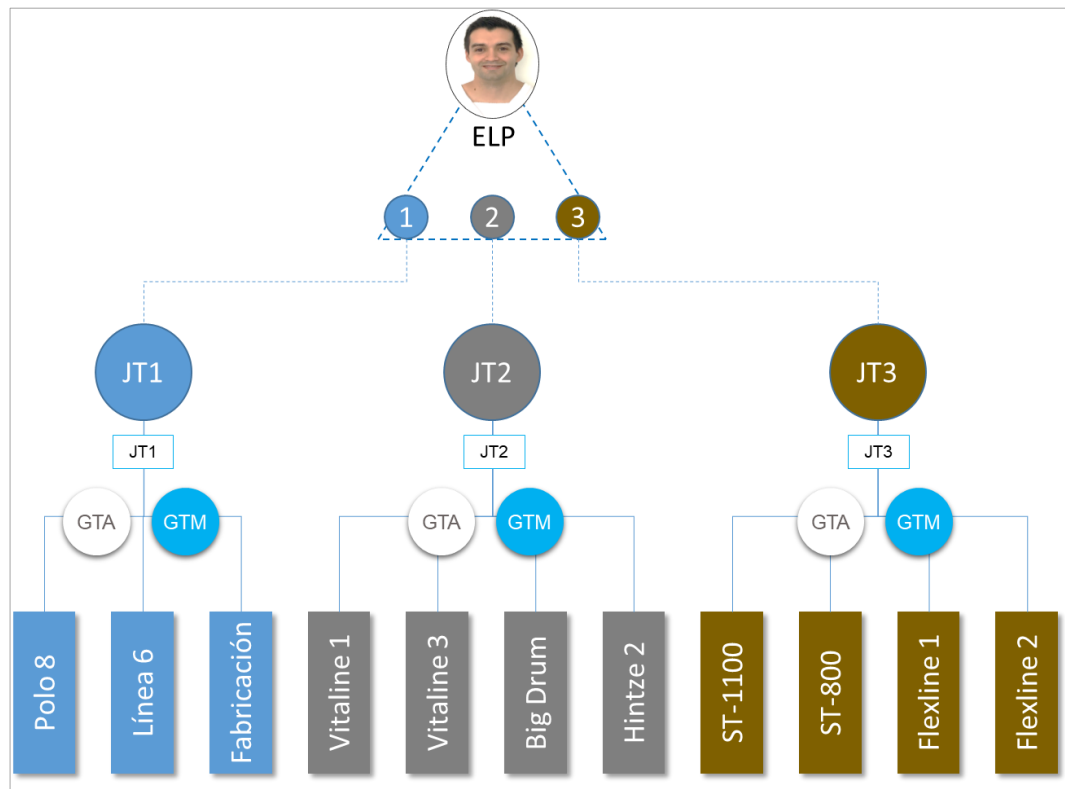 ELP
1
2
3
JT1
JT2
JT3
JT1
JT2
JT3
GTA
GTM
GTA
GTM
GTA
GTM
Polo 8
Línea 6
Fabricación
Vitaline 1
Vitaline 3
Big Drum
Hintze 2
ST-1100
ST-800
Flexline 1
Flexline 2